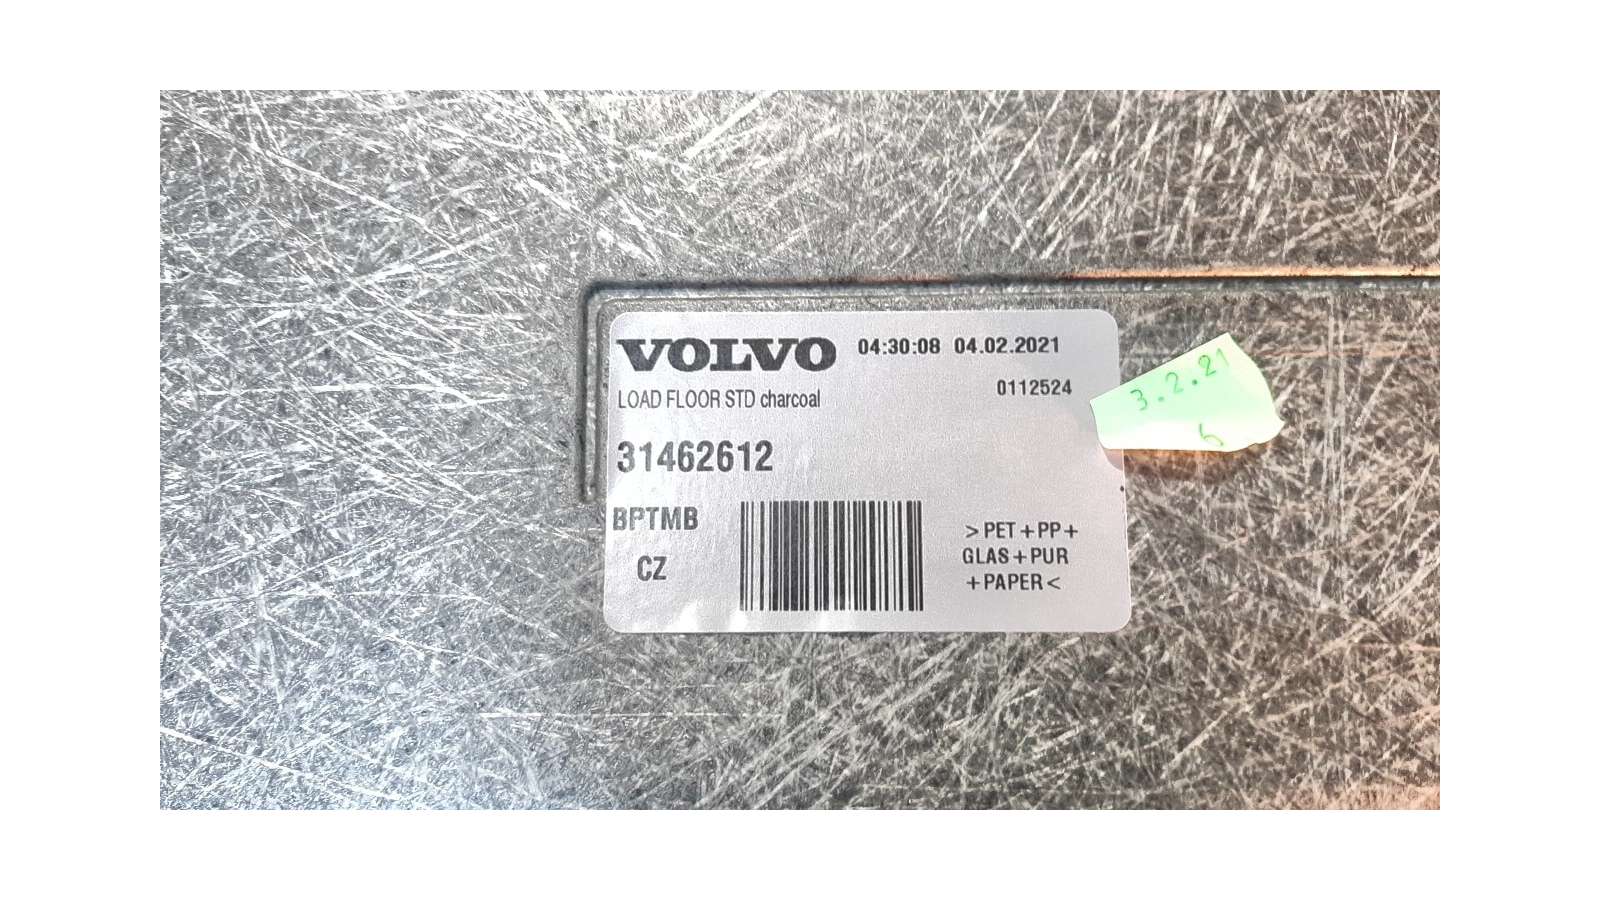 VOLVO 04:30:08 04.02.2021
LOAD FLOOR STD charcoal 0112524
31462612
BPTMB
CZ
>PET+PP+
GLAS+PUR
+PAPER<
3.2.21
6